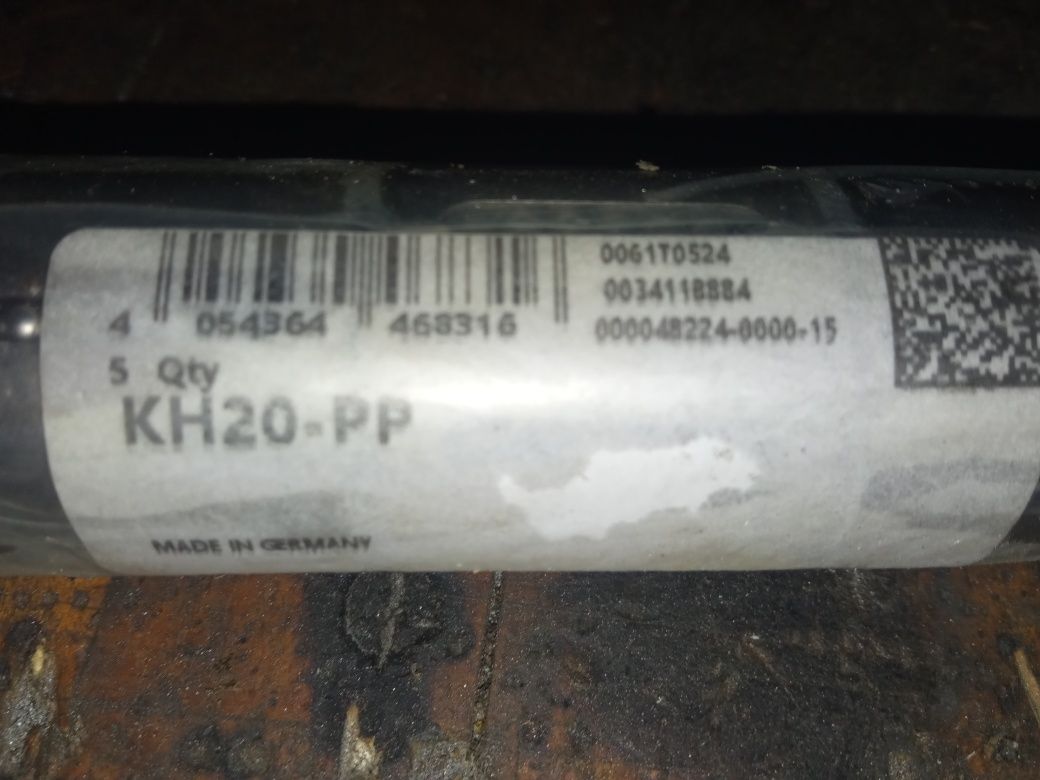 4 054364 468316
0061T0524
0034118884
000048224-0000-15
5 Qty
KH20-PP
MADE IN GERMANY